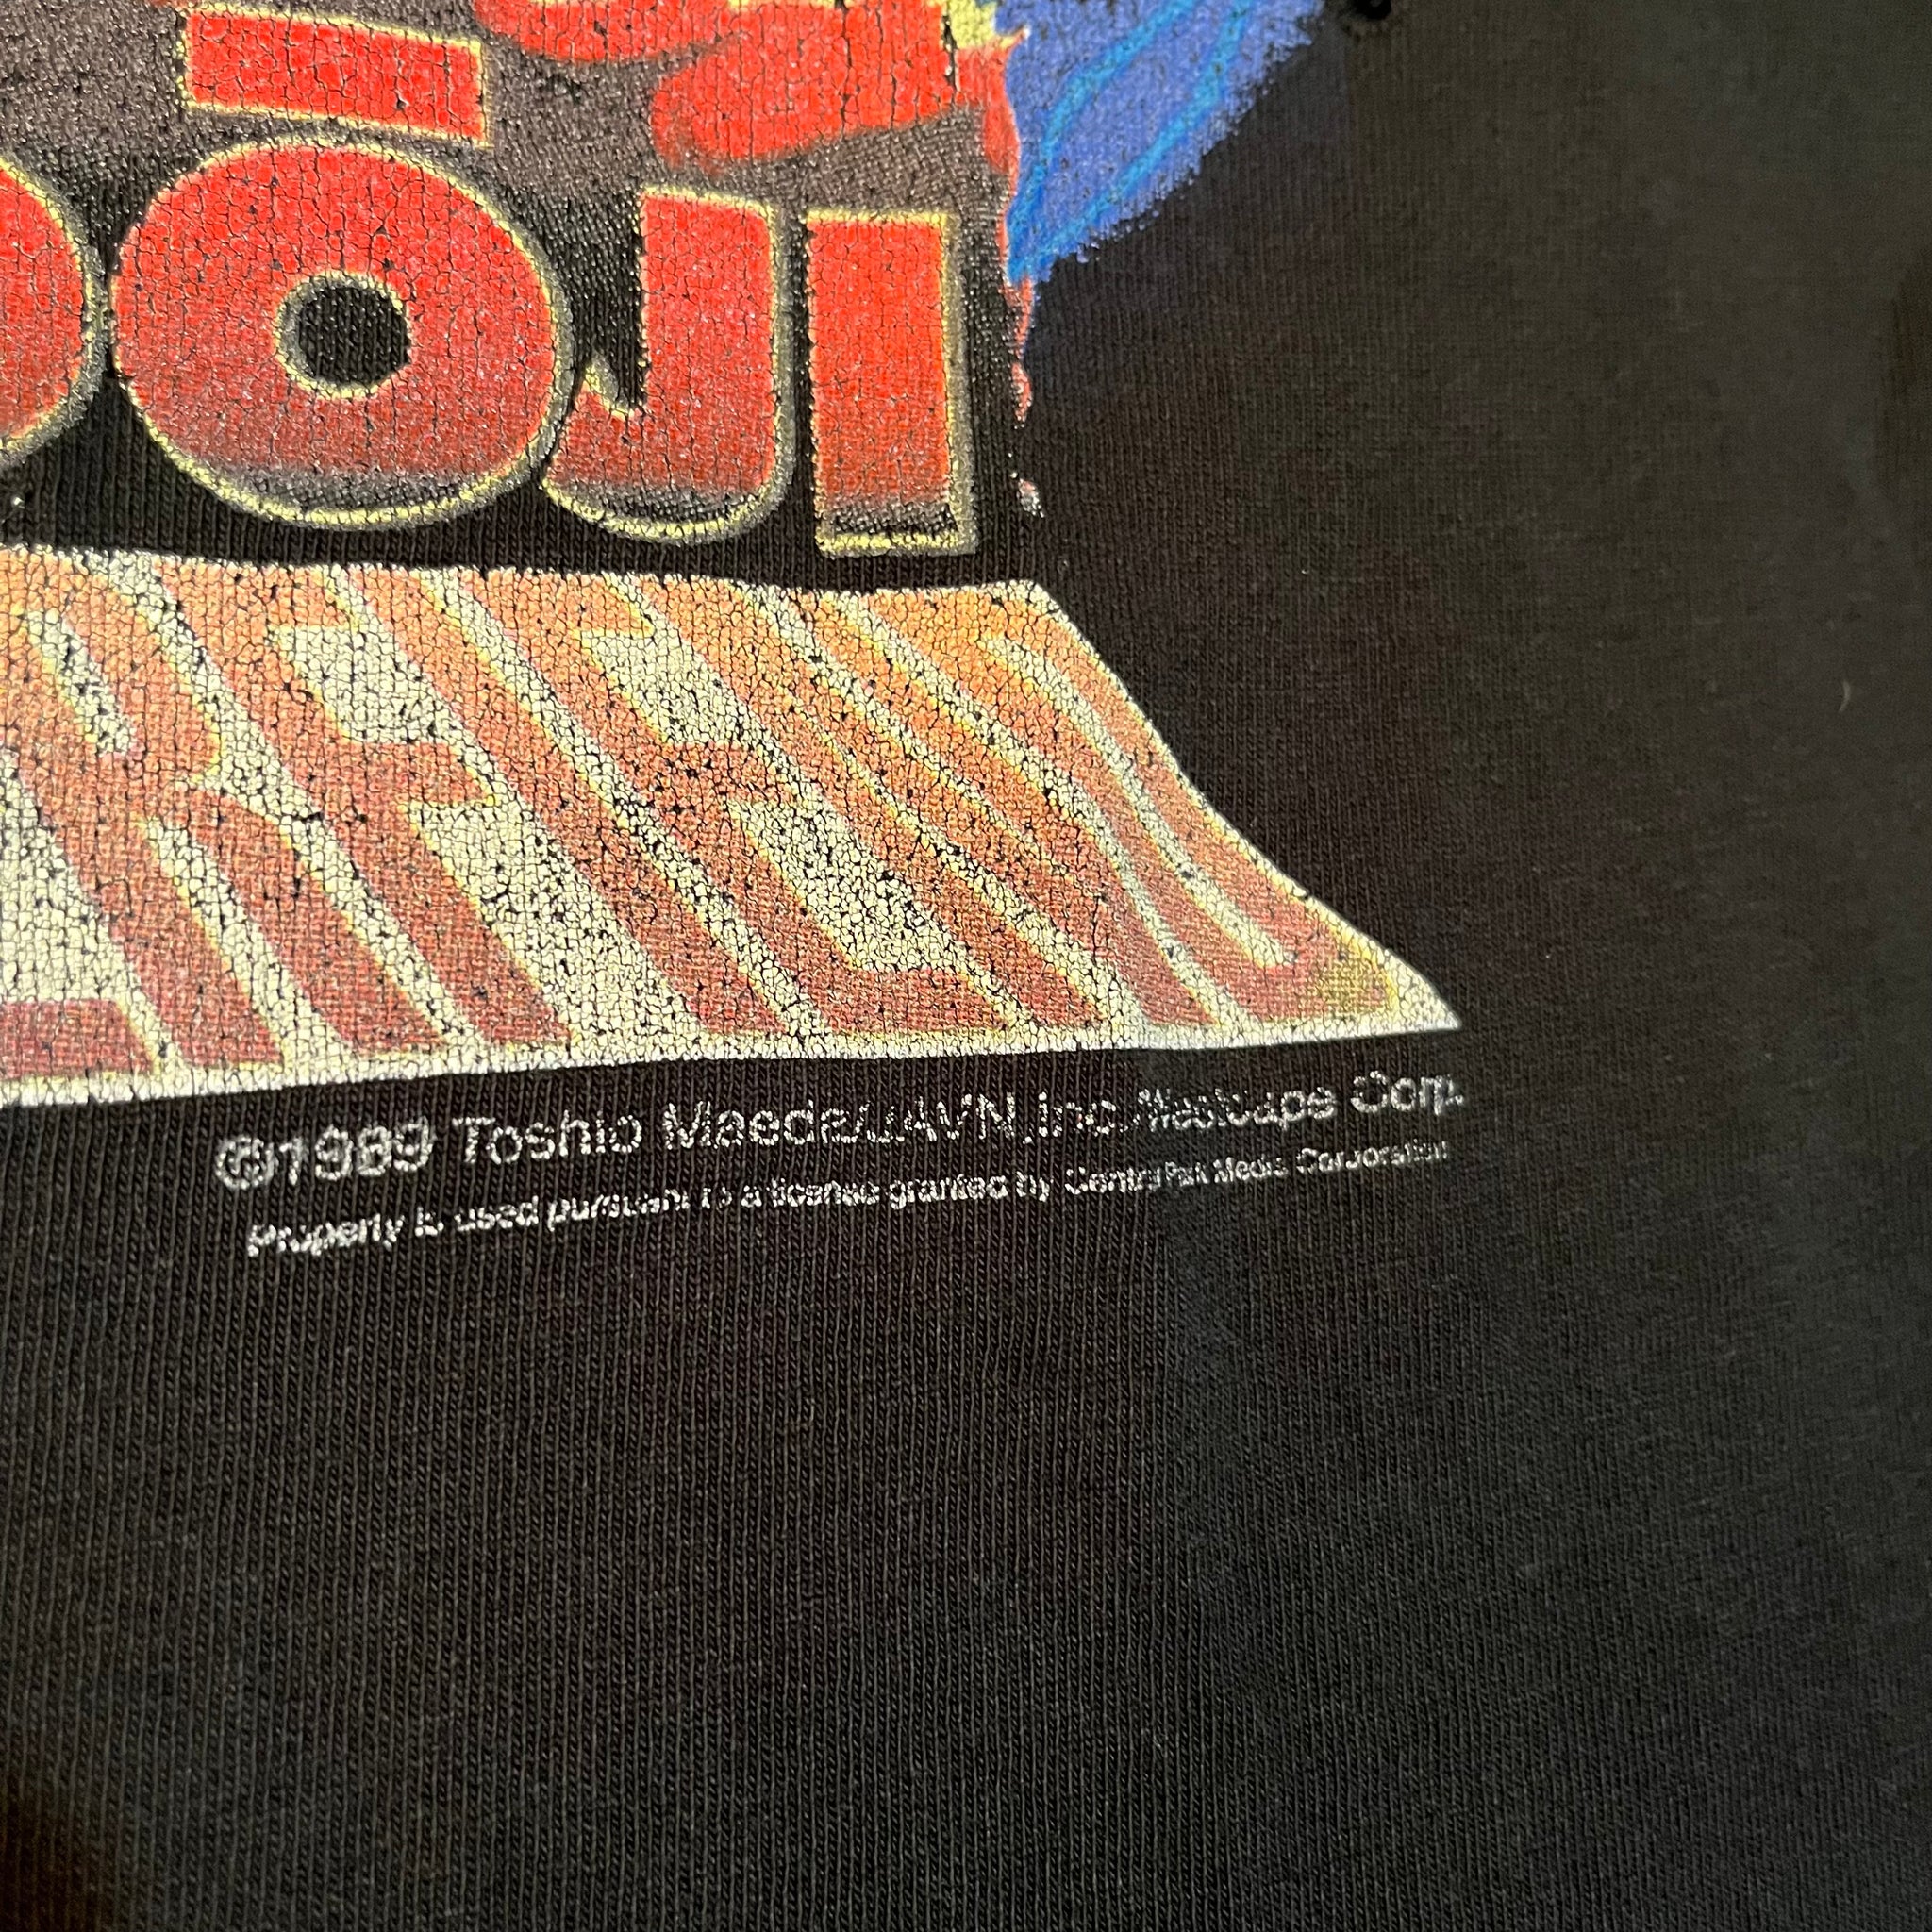 DŌJI
©1989 Toshio Maeda/JAVN,inc./Westcape Corp.
Property is used pursuant to a license granted by Central Park Media Corporation